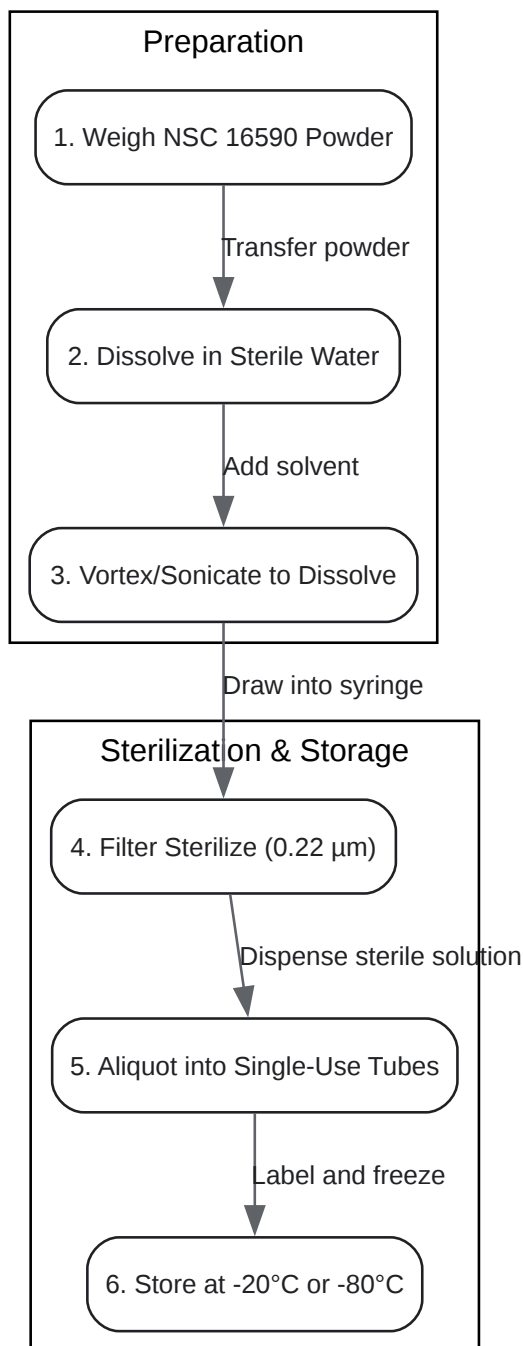 Preparation
1. Weigh NSC 16590 Powder
Transfer powder
2. Dissolve in Sterile Water
Add solvent
3. Vortex/Sonicate to Dissolve
Draw into syringe
Sterilization & Storage
4. Filter Sterilize (0.22 µm)
Dispense sterile solution
5. Aliquot into Single-Use Tubes
Label and freeze
6. Store at -20°C or -80°C